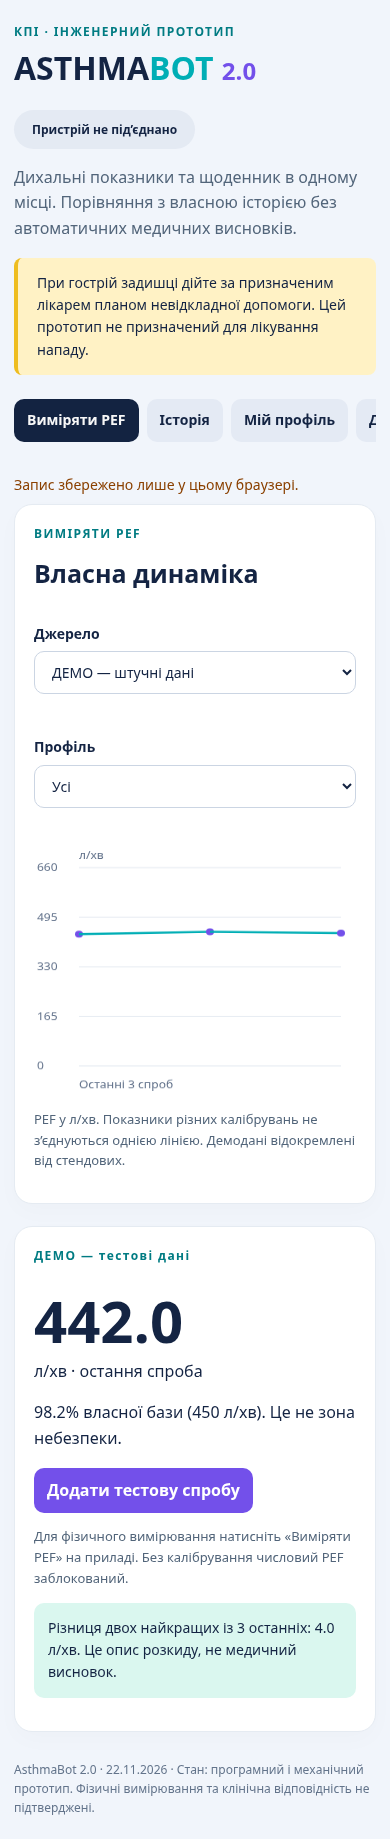 КПІ · ІНЖЕНЕРНИЙ ПРОТОТИП
ASTHMABOT 2.0
Пристрій не під’єднано
Дихальні показники та щоденник в одному
місці. Порівняння з власною історією без
автоматичних медичних висновків.
При гострій задишці дійте за призначеним
лікарем планом невідкладної допомоги. Цей
прототип не призначений для лікування
нападу.
Виміряти PEF Історія Мій профіль
Запис збережено лише у цьому браузері.
ВИМІРЯТИ PEF
Власна динаміка
Джерело
ДЕМО — штучні дані
Профіль
Усі
л/хв
660
495
330
165
0
Останні 3 спроб
PEF у л/хв. Показники різних калібрувань не
з’єднуються однією лінією. Демодані відокремлені
від стендових.
ДЕМО — тестові дані
442.0
л/хв · остання спроба
98.2% власної бази (450 л/хв). Це не зона
небезпеки.
Додати тестову спробу
Для фізичного вимірювання натисніть «Виміряти
PEF» на приладі. Без калібрування числовий PEF
заблокований.
Різниця двох найкращих із 3 останніх: 4.0
л/хв. Це опис розкиду, не медичний
висновок.
AsthmaBot 2.0 · 22.11.2026 · Стан: програмний і механічний
прототип. Фізичні вимірювання та клінічна відповідність не
підтверджені.